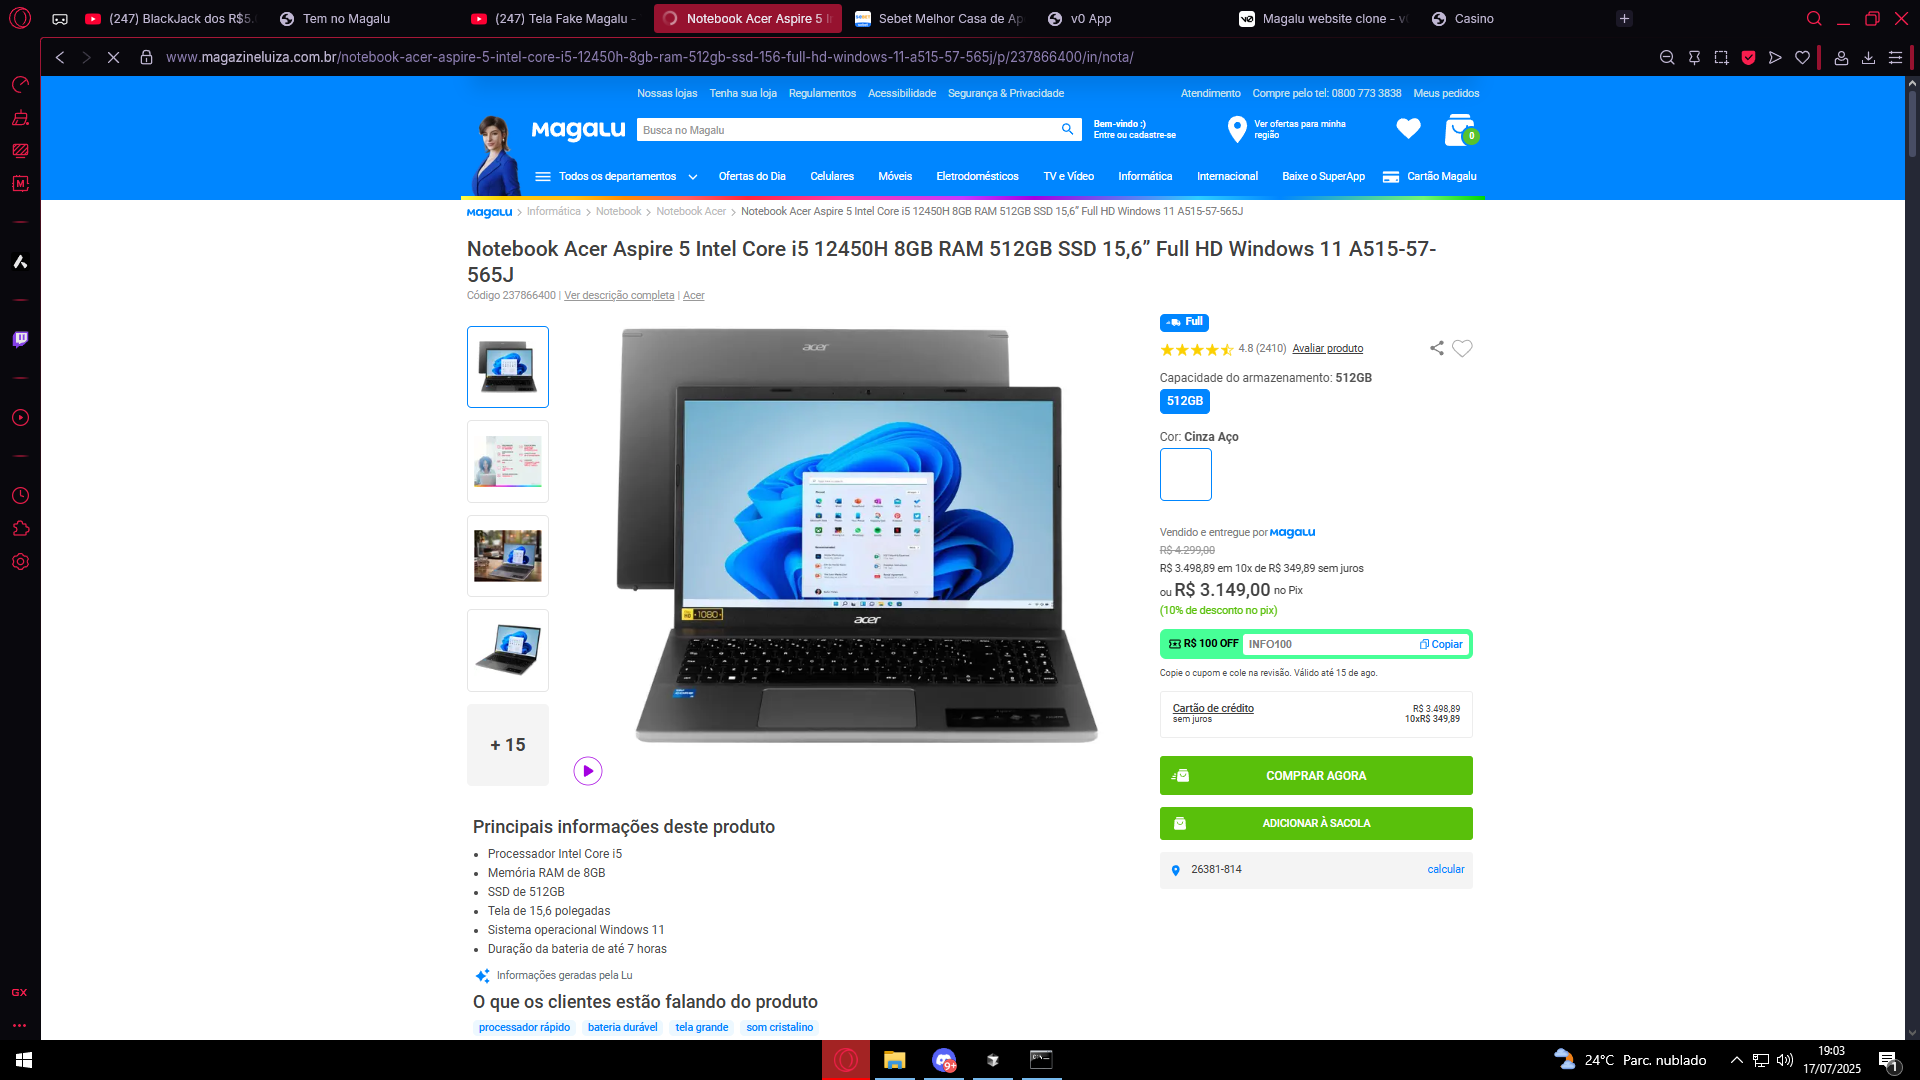 (247) BlackJack dos R$5.
Tem no Magalu
(247) Tela Fake Magalu -
Notebook Acer Aspire 5 I
Sebet Melhor Casa de Ap
v0 App
Magalu website clone - v
Casino
www.magazineluiza.com.br/notebook-acer-aspire-5-intel-core-i5-12450h-8gb-ram-512gb-ssd-156-full-hd-windows-11-a515-57-565j/p/237866400/in/nota/
Nossas lojas Tenha sua loja Regulamentos Acessibilidade Segurança & Privacidade Atendimento Compre pelo tel: 0800 773 3838 Meus pedidos
Magalu
Busca no Magalu
Bem-vindo :)
Entre ou cadastre-se
Ver ofertas para minha
região
0
Todos os departamentos Ofertas do Dia Celulares Móveis Eletrodomésticos TV e Vídeo Informática Internacional Baixe o SuperApp Cartão Magalu
Magalu > Informática > Notebook > Notebook Acer > Notebook Acer Aspire 5 Intel Core i5 12450H 8GB RAM 512GB SSD 15,6” Full HD Windows 11 A515-57-565J
Notebook Acer Aspire 5 Intel Core i5 12450H 8GB RAM 512GB SSD 15,6” Full HD Windows 11 A515-57-
565J
Código 237866400 | Ver descrição completa | Acer
acer
1080
acer
+ 15
Full
4.8 (2410) Avaliar produto
Capacidade do armazenamento: 512GB
512GB
Cor: Cinza Aço
Vendido e entregue por Magalu
R$ 4.299,00
R$ 3.498,89 em 10x de R$ 349,89 sem juros
ou R$ 3.149,00 no Pix
(10% de desconto no pix)
R$ 100 OFF INFO100 Copiar
Copie o cupom e cole na revisão. Válido até 15 de ago.
Cartão de crédito R$ 3.498,89
sem juros 10xR$ 349,89
COMPRAR AGORA
ADICIONAR À SACOLA
26381-814 calcular
Principais informações deste produto
• Processador Intel Core i5
• Memória RAM de 8GB
• SSD de 512GB
• Tela de 15,6 polegadas
• Sistema operacional Windows 11
• Duração da bateria de até 7 horas
Informações geradas pela Lu
O que os clientes estão falando do produto
processador rápido bateria durável tela grande som cristalino
GX
9+
24°C Parc. nublado
19:03
17/07/2025
1